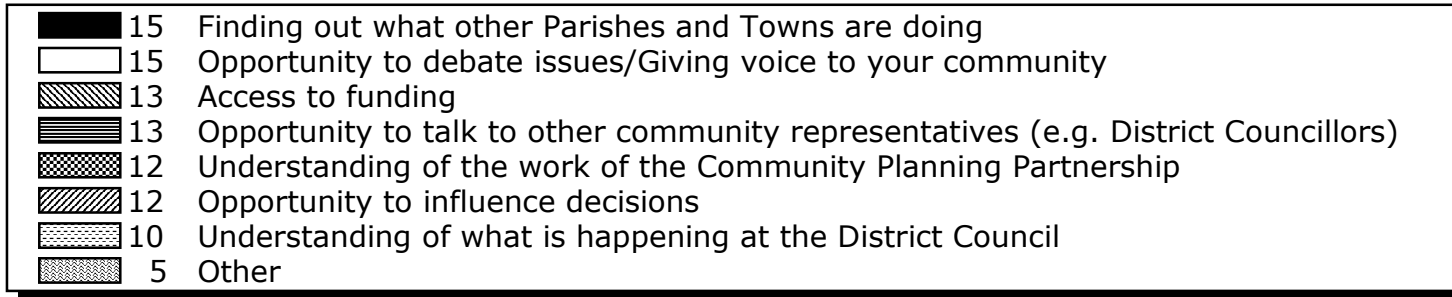 15 Finding out what other Parishes and Towns are doing
15 Opportunity to debate issues/Giving voice to your community
13 Access to funding
13 Opportunity to talk to other community representatives (e.g. District Councillors)
12 Understanding of the work of the Community Planning Partnership
12 Opportunity to influence decisions
10 Understanding of what is happening at the District Council
5 Other